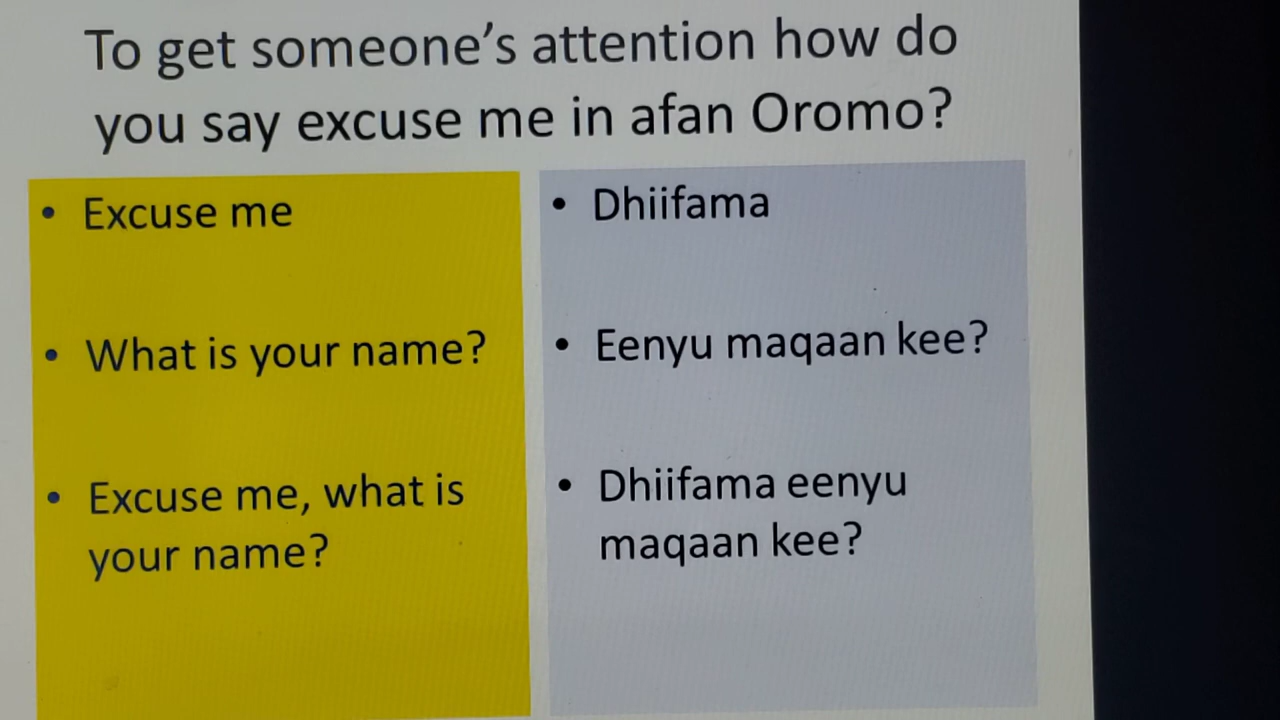 To get someone's attention how do
you say excuse me in afan Oromo?
• Excuse me
• What is your name?
• Excuse me, what is
your name?
• Dhiifama
• Eenyu maqaan kee?
• Dhiifama eenyu
maqaan kee?